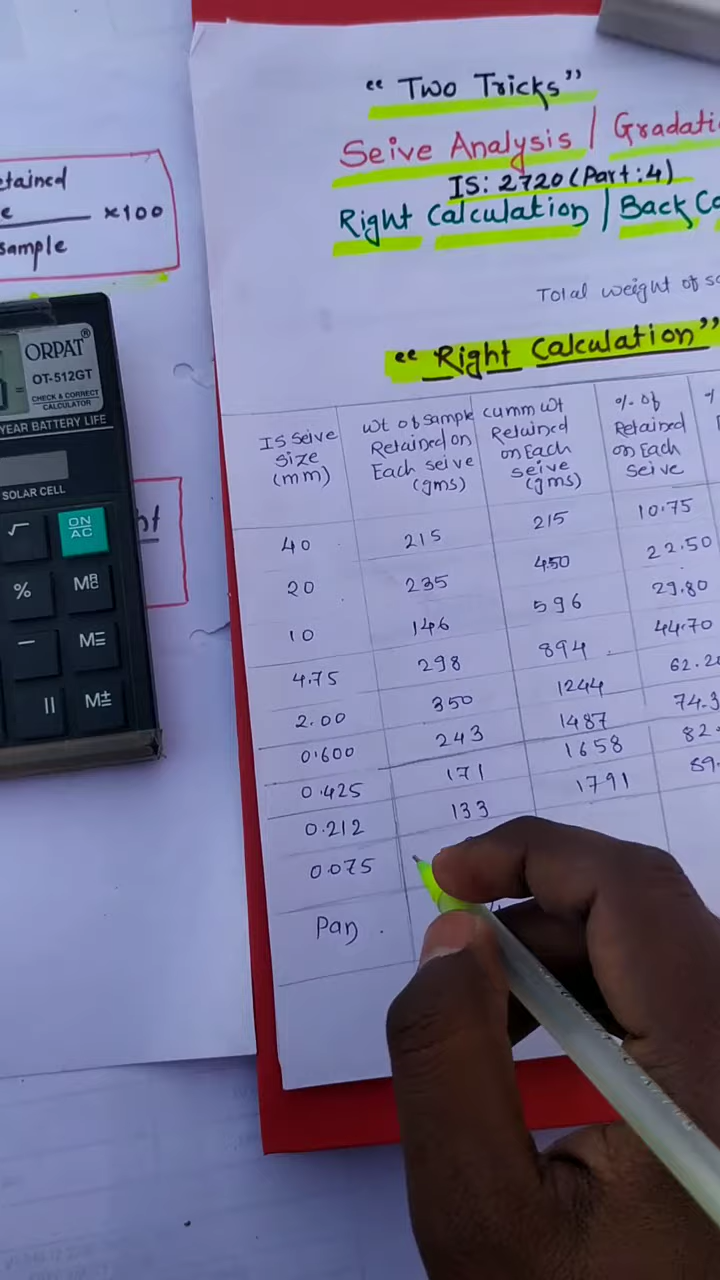 "Two Tricks"
Seive Analysis / Gradati
IS: 2720 (Part:4)
Right Calculation / Back Ca
Total weight of sa
"Right Calculation"
etained
e
x100
sample
ORPAT®
OT-512GT
CHECK & CORRECT
CALCULATOR
YEAR BATTERY LIFE
SOLAR CELL
√ ON/AC
% MR
− M=
M±
IS Seive Size (mm) | Wt of sample Retained on Each seive (gms) | cumm wt Retained on Each seive (gms) | % of Retained on Each Seive
40 215 215 10.75
20 235 450 22.50
10 146 596 29.80
4.75 298 894 44.70
2.00 350 1244 62.20
0.600 243 1487 74.3
0.425 171 1658 82.
0.212 133 1791 89.
0.075
Pan